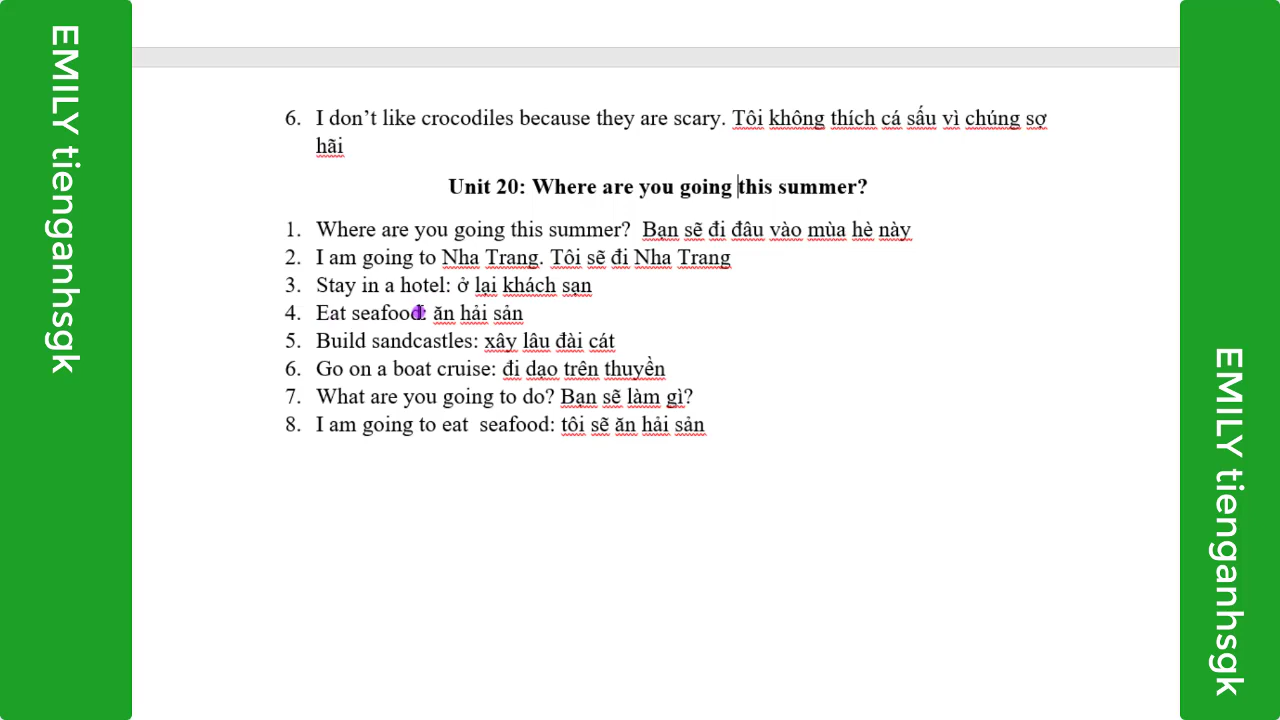 EMILY tienganhsgk
6. I don't like crocodiles because they are scary. Tôi không thích cá sấu vì chúng sợ
hãi
Unit 20: Where are you going this summer?
1. Where are you going this summer?  Bạn sẽ đi đâu vào mùa hè này
2. I am going to Nha Trang. Tôi sẽ đi Nha Trang
3. Stay in a hotel: ở lại khách sạn
4. Eat seafood: ăn hải sản
5. Build sandcastles: xây lâu đài cát
6. Go on a boat cruise: đi dạo trên thuyền
7. What are you going to do? Bạn sẽ làm gì?
8. I am going to eat  seafood: tôi sẽ ăn hải sản
EMILY tienganhsgk